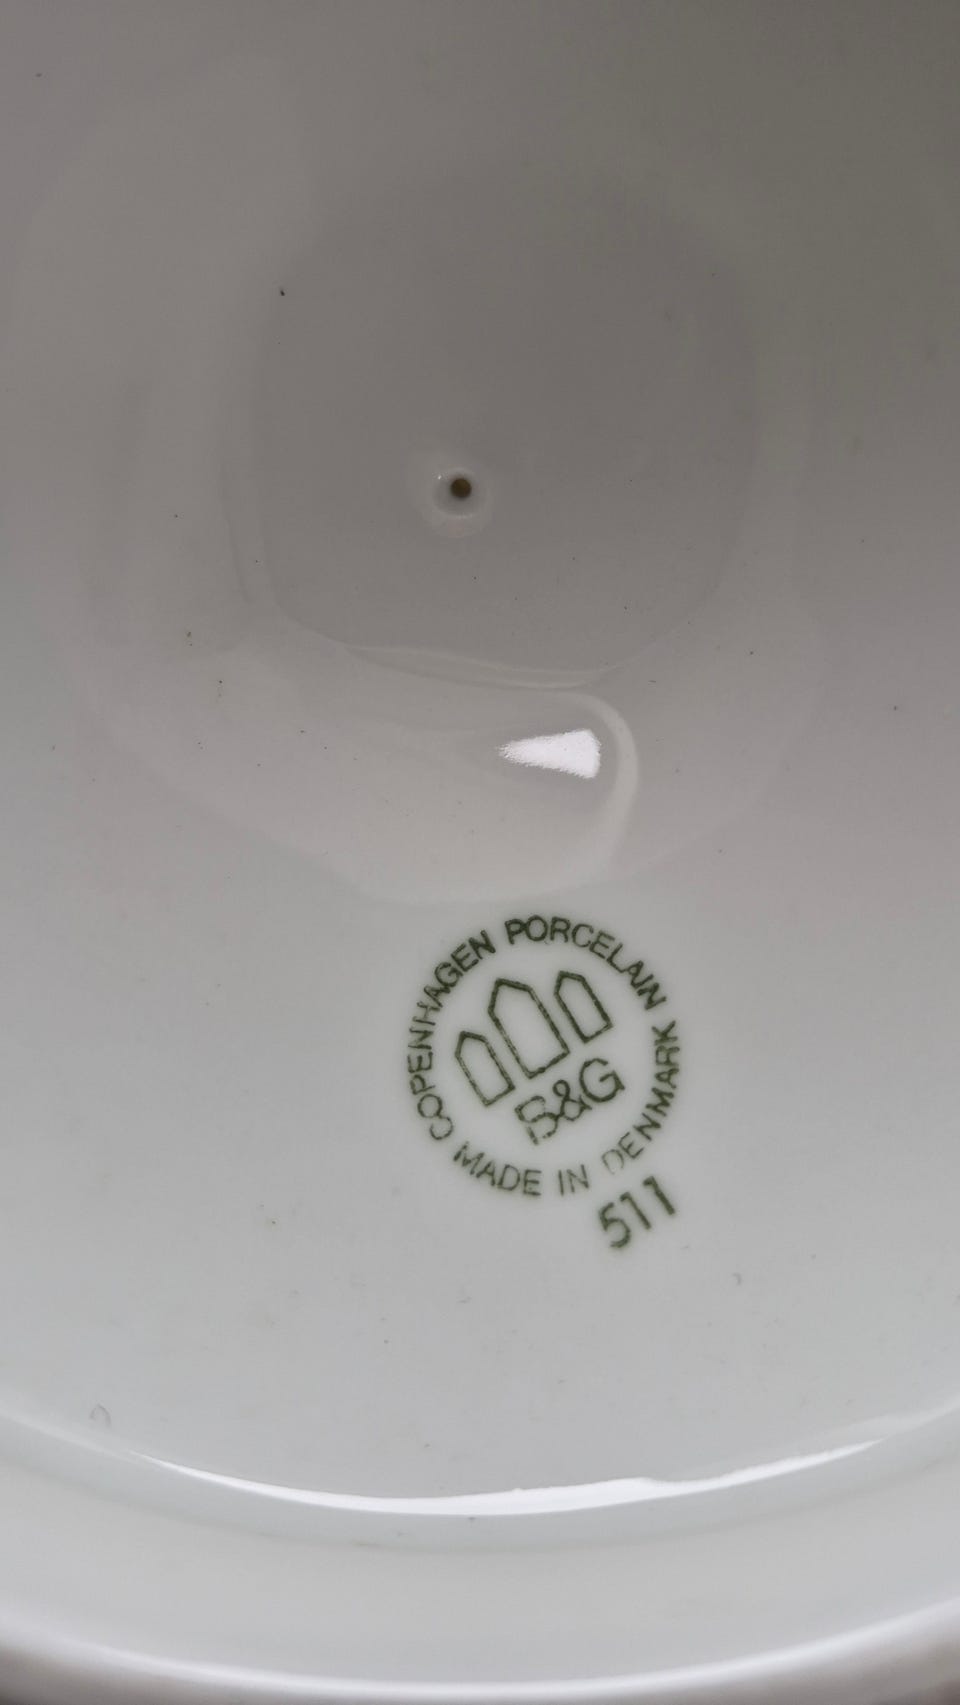 COPENHAGEN PORCELAIN
B&G
MADE IN DENMARK
511